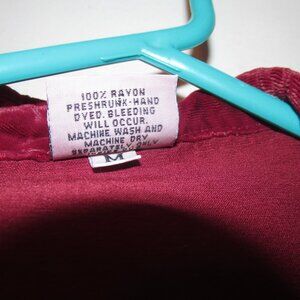 100% RAYON
PRESHRUNK-HAND
DYED. BLEEDING
WILL OCCUR.
MACHINE WASH AND
MACHINE DRY
SEPARATELY ONLY
M